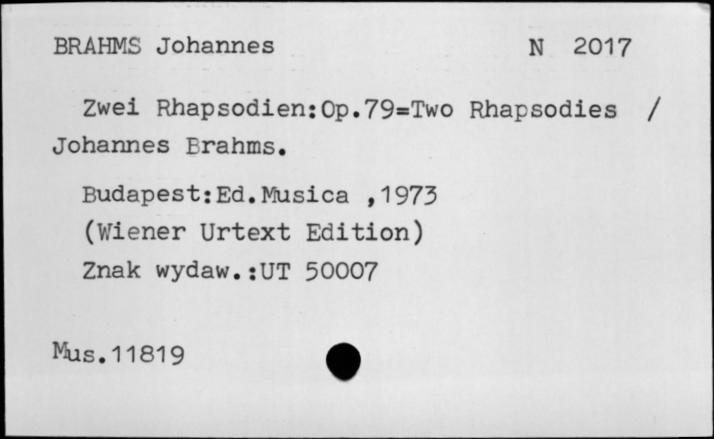 BRAHMS Johannes N 2017
Zwei Rhapsodien:Op.79=Two Rhapsodies /
Johannes Brahms.
Budapest:Ed.Musica ,1973
(Wiener Urtext Edition)
Znak wydaw.:UT 50007
Mus.11819